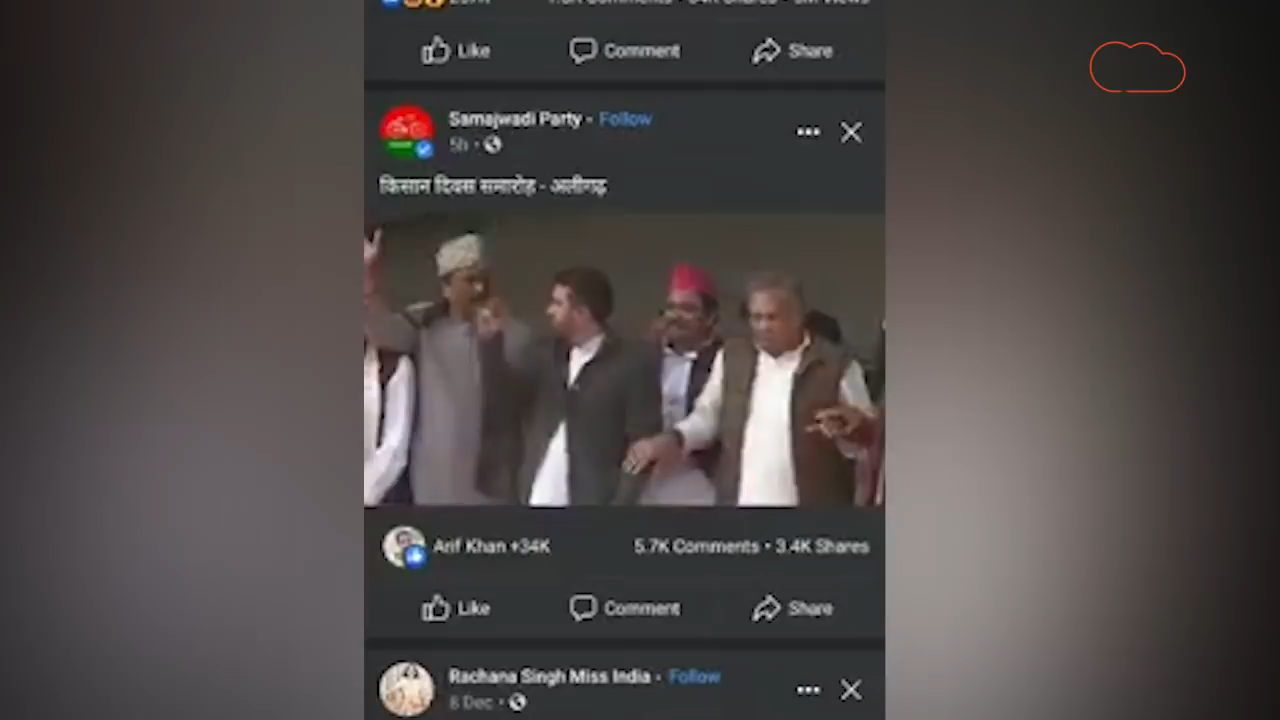 Like Comment Share
Samajwadi Party · Follow
5h
किसान दिवस समारोह - अलीगढ़
Arif Khan +34K 5.7K Comments • 3.4K Shares
Like Comment Share
Rachana Singh Miss India · Follow
8 Dec